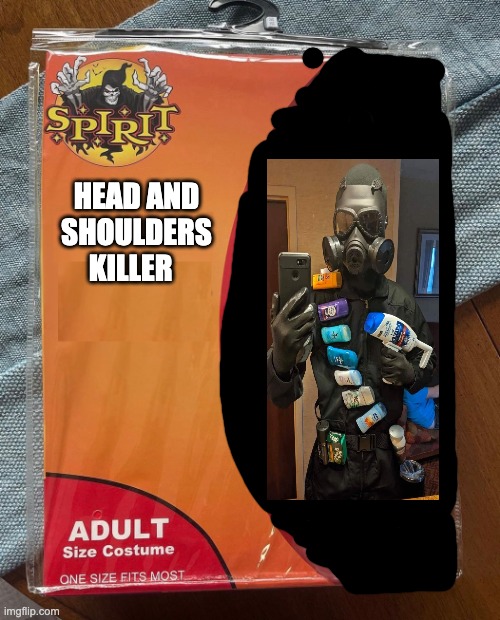 SPIRIT
HEAD AND
SHOULDERS
KILLER
ADULT
Size Costume
ONE SIZE FITS MOST
imgflip.com